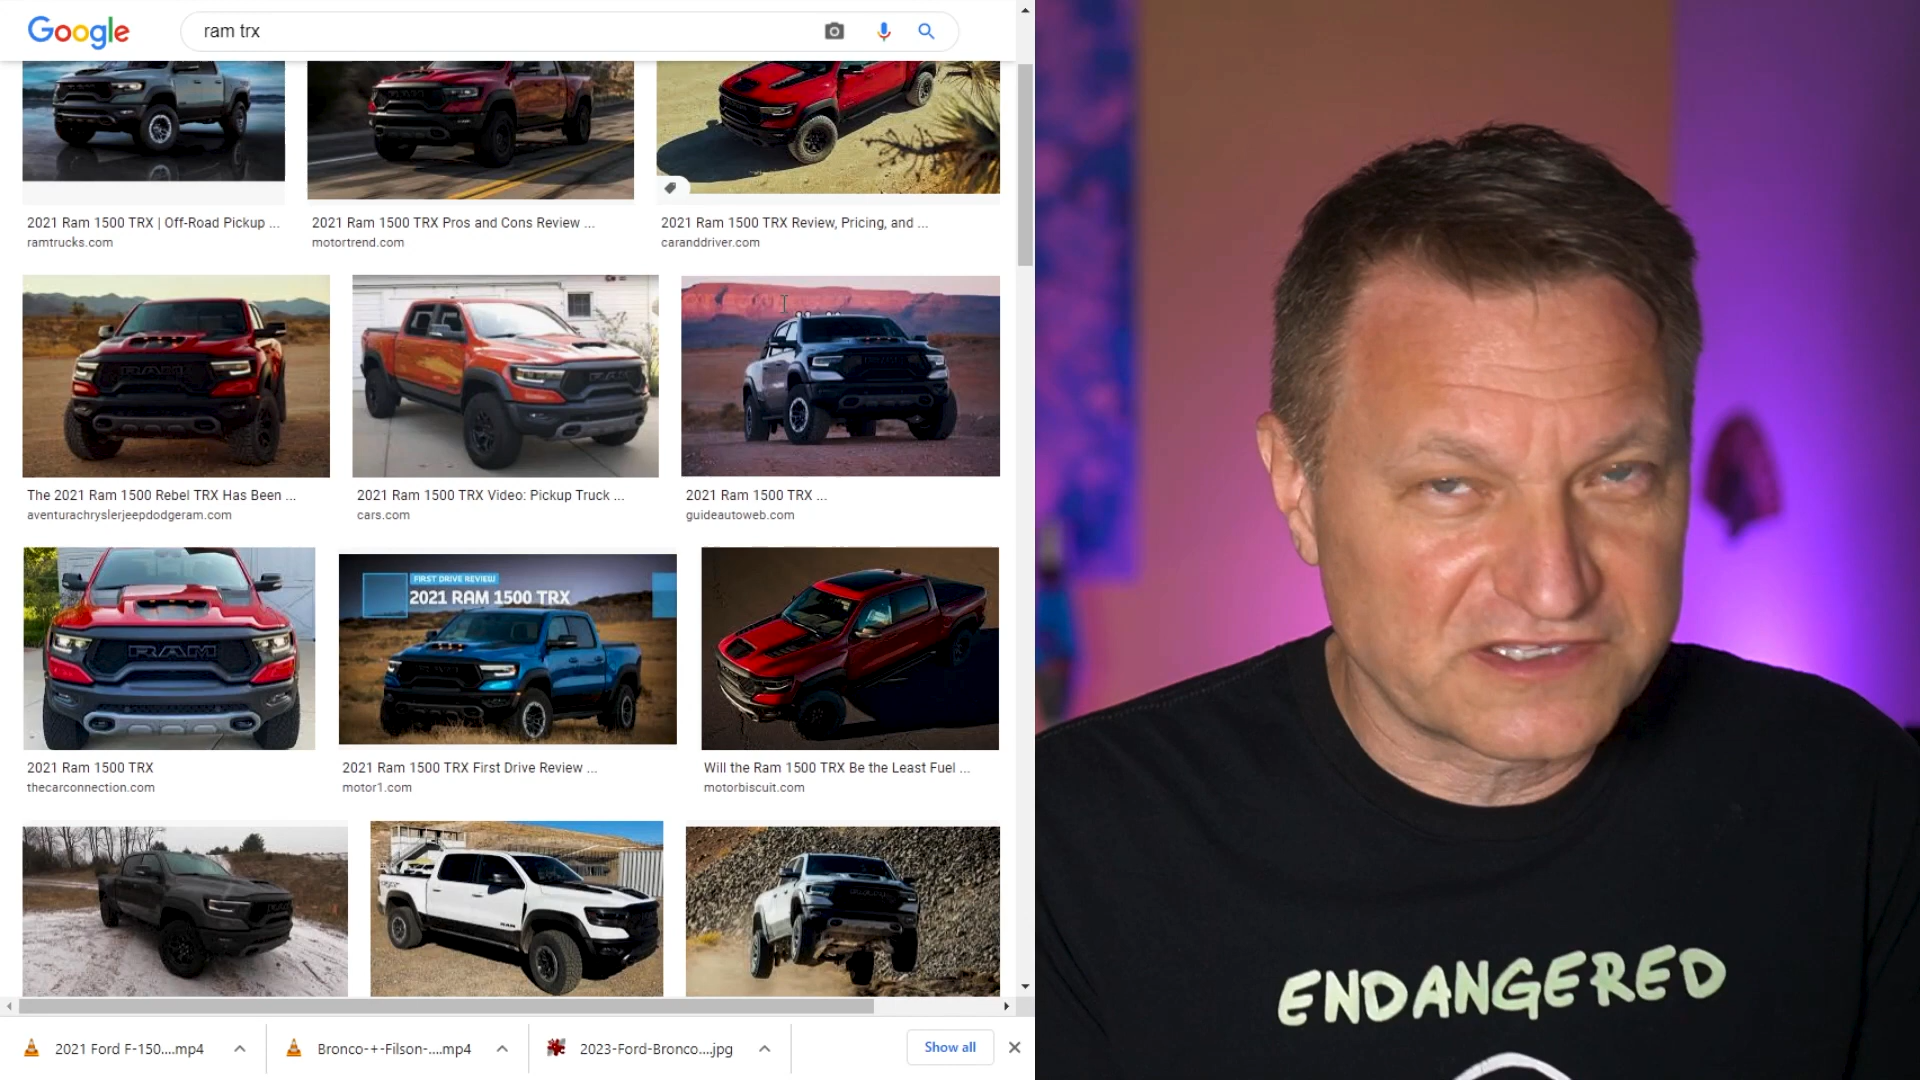 Google
ram trx
2021 Ram 1500 TRX | Off-Road Pickup ...
ramtrucks.com
2021 Ram 1500 TRX Pros and Cons Review ...
motortrend.com
2021 Ram 1500 TRX Review, Pricing, and ...
caranddriver.com
The 2021 Ram 1500 Rebel TRX Has Been ...
aventurachryslerjeepdodgeram.com
2021 Ram 1500 TRX Video: Pickup Truck ...
cars.com
2021 Ram 1500 TRX ...
guideautoweb.com
RAM
FIRST DRIVE REVIEW
2021 RAM 1500 TRX
2021 Ram 1500 TRX
thecarconnection.com
2021 Ram 1500 TRX First Drive Review ...
motor1.com
Will the Ram 1500 TRX Be the Least Fuel ...
motorbiscuit.com
2021 Ford F-150....mp4
Bronco-+-Filson-....mp4
2023-Ford-Bronco....jpg
Show all
ENDANGERED